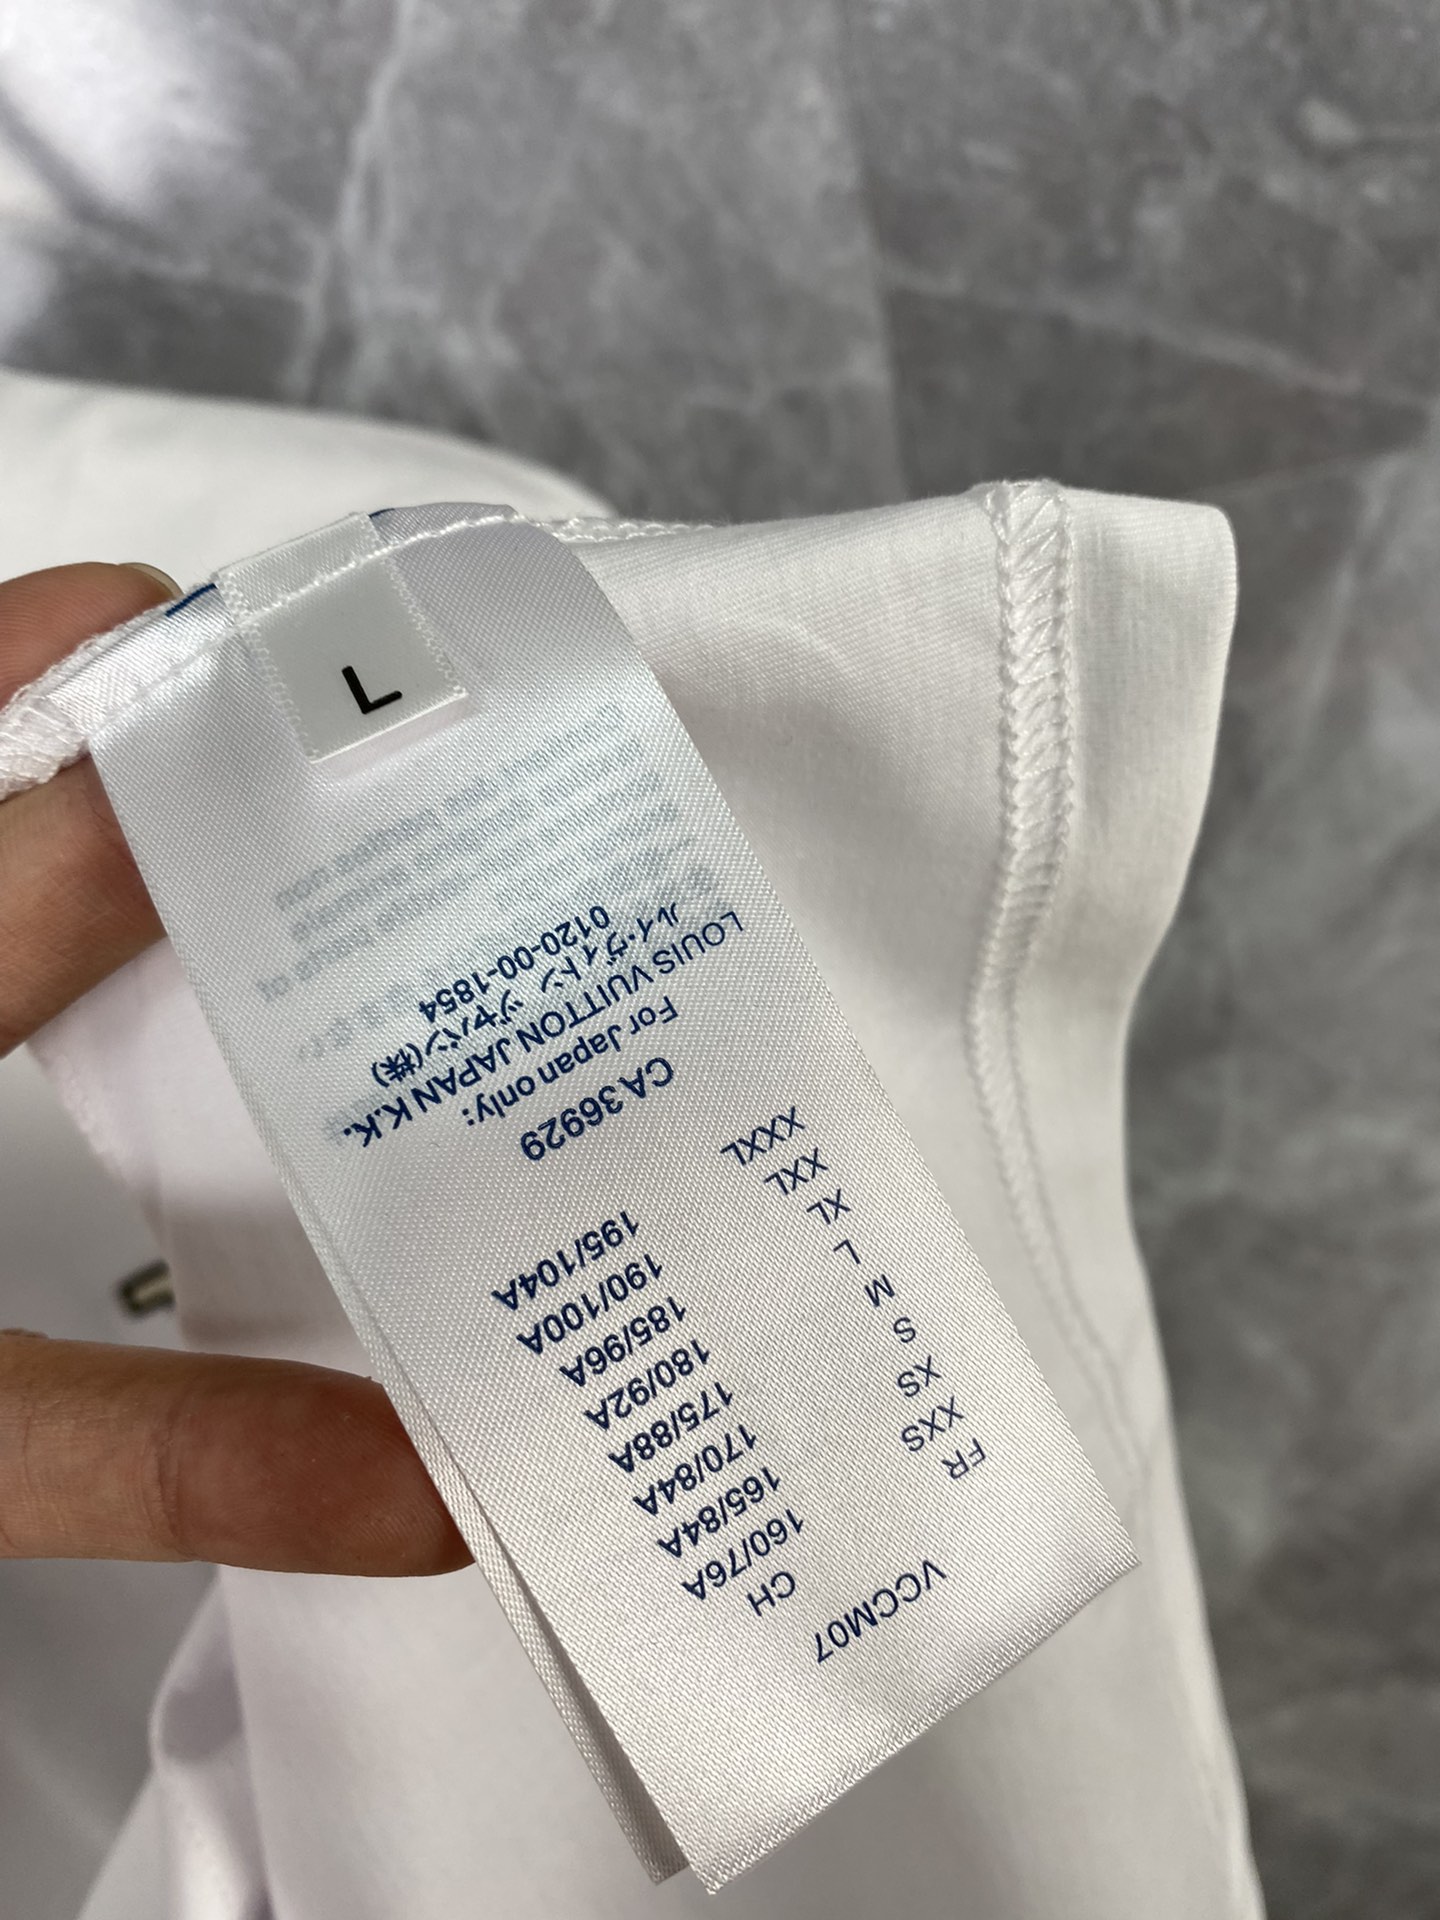 L
VCCM07
FR CH
XXS 160/76A
XS 165/84A
S 170/84A
M 175/88A
L 180/92A
XL 185/96A
XXL 190/100A
XXXL 195/104A
CA 36929
For Japan only:
LOUIS VUITTON JAPAN K.K.
ルイ・ヴィトン ヅヤパン(株)
0120-00-1854